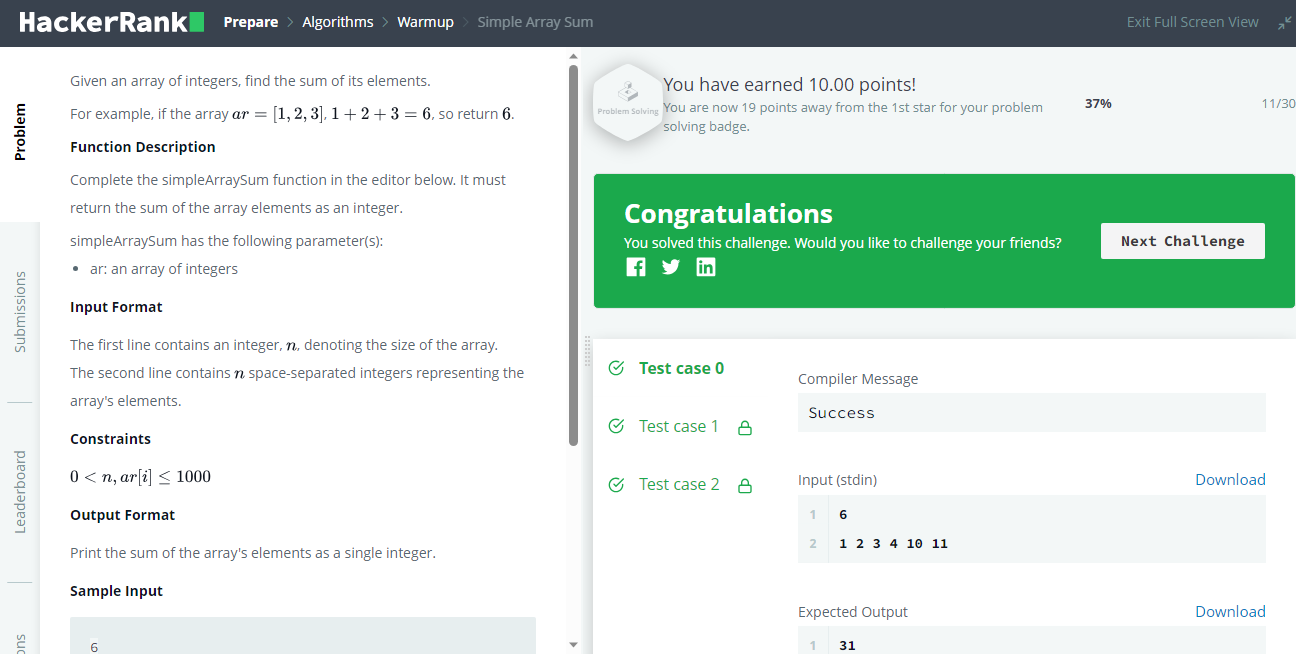 HackerRank Prepare > Algorithms > Warmup > Simple Array Sum Exit Full Screen View
Problem
Submissions
Leaderboard
Given an array of integers, find the sum of its elements.
For example, if the array ar = [1, 2, 3], 1 + 2 + 3 = 6, so return 6.
Function Description
Complete the simpleArraySum function in the editor below. It must
return the sum of the array elements as an integer.
simpleArraySum has the following parameter(s):
• ar: an array of integers
Input Format
The first line contains an integer, n, denoting the size of the array.
The second line contains n space-separated integers representing the
array's elements.
Constraints
0 < n, ar[i] ≤ 1000
Output Format
Print the sum of the array's elements as a single integer.
Sample Input
6
Problem Solving
You have earned 10.00 points!
You are now 19 points away from the 1st star for your problem
solving badge.
37%
11/30
Congratulations
You solved this challenge. Would you like to challenge your friends?
Next Challenge
Test case 0
Test case 1
Test case 2
Compiler Message
Success
Input (stdin) Download
1 6
2 1 2 3 4 10 11
Expected Output Download
1 31